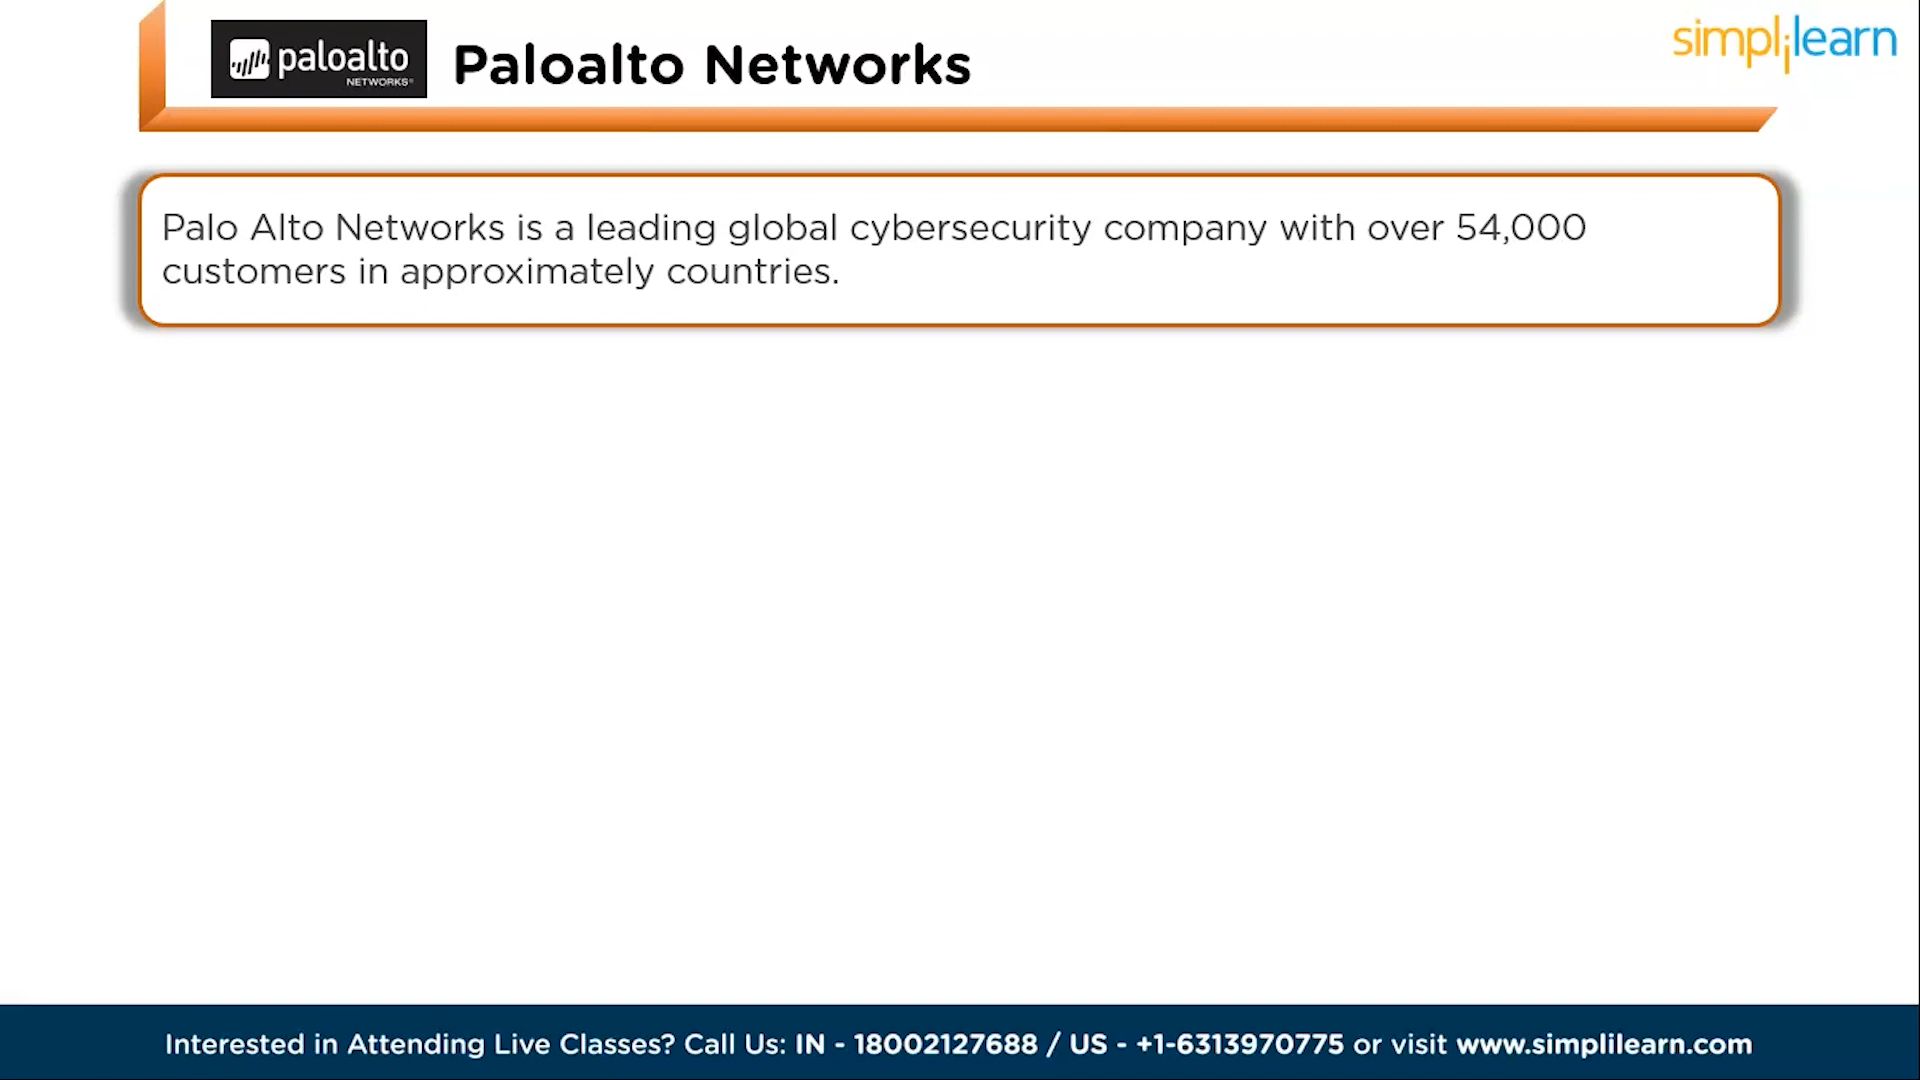 paloalto
NETWORKS®
Paloalto Networks
simplilearn
Palo Alto Networks is a leading global cybersecurity company with over 54,000
customers in approximately countries.
Interested in Attending Live Classes? Call Us: IN - 18002127688 / US - +1-6313970775 or visit www.simplilearn.com